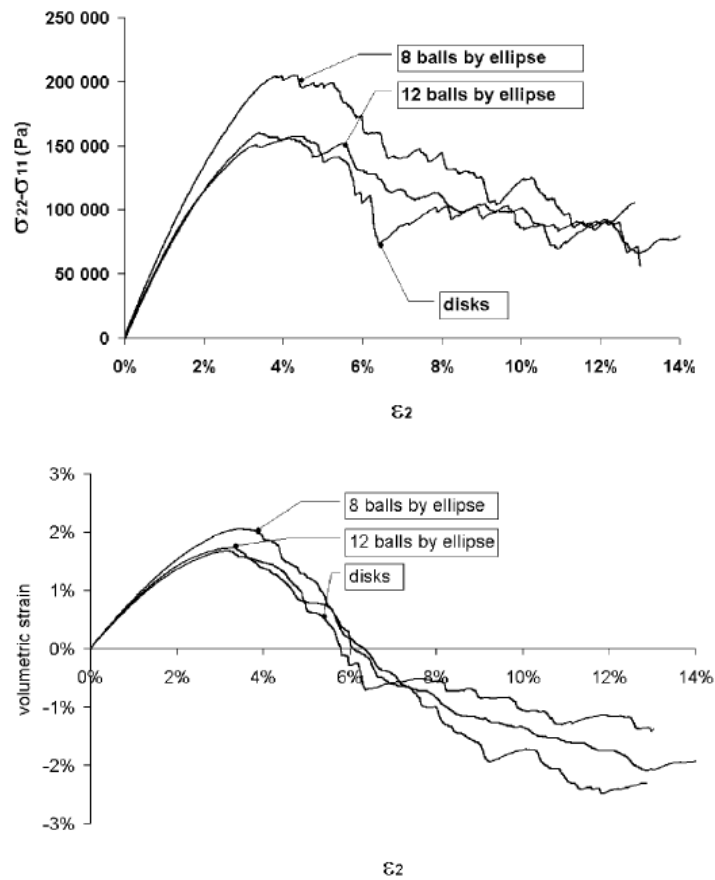 250 000
200 000
150 000
100 000
50 000
0
σ22-σ11 (Pa)
8 balls by ellipse
12 balls by ellipse
disks
0% 2% 4% 6% 8% 10% 12% 14%
ε2
3%
2%
1%
0%
-1%
-2%
-3%
volumetric strain
8 balls by ellipse
12 balls by ellipse
disks
0% 2% 4% 6% 8% 10% 12% 14%
ε2